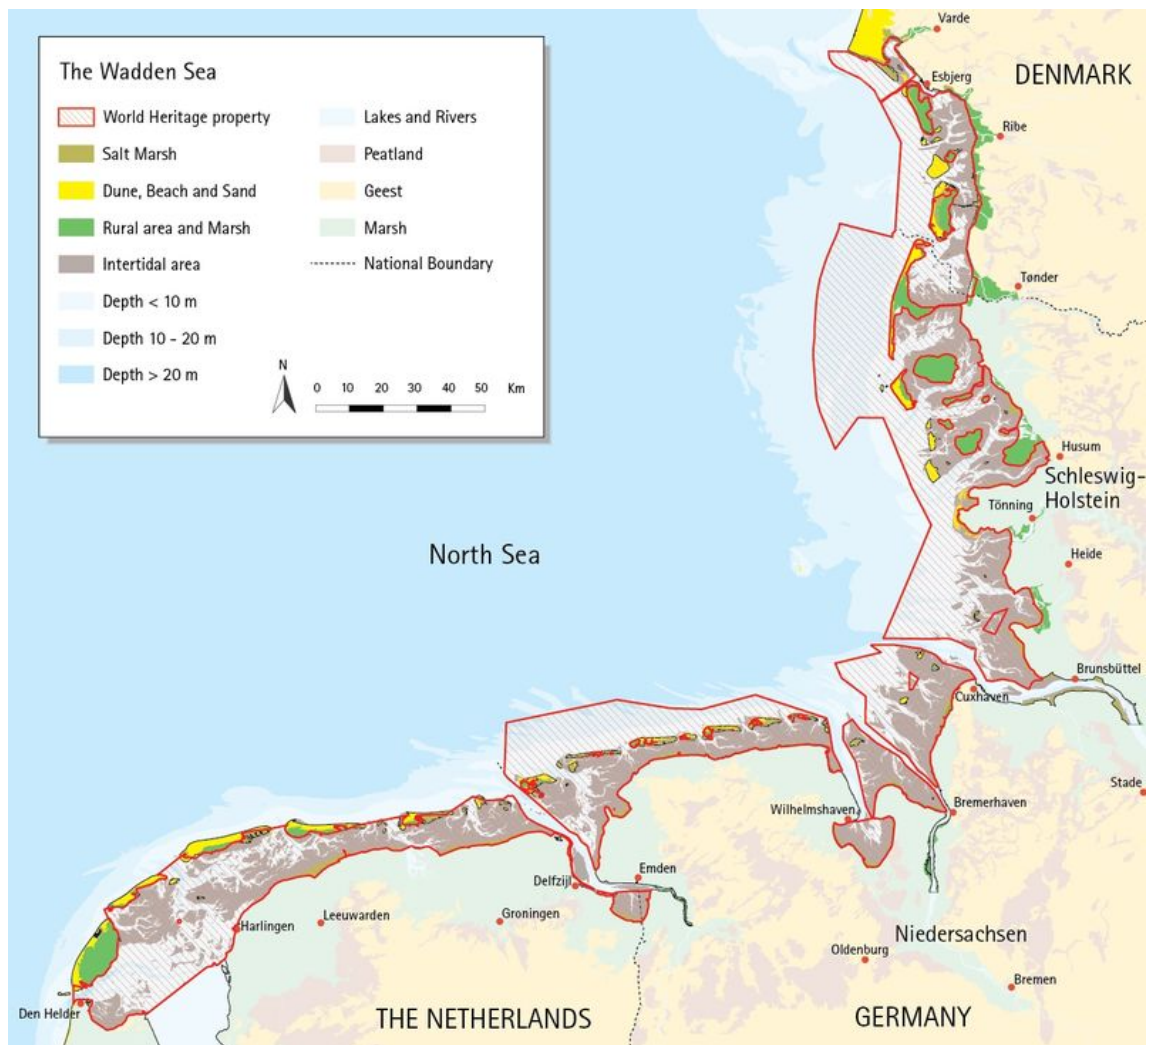 The Wadden Sea
World Heritage property
Salt Marsh
Dune, Beach and Sand
Rural area and Marsh
Intertidal area
Depth < 10 m
Depth 10 - 20 m
Depth > 20 m
Lakes and Rivers
Peatland
Geest
Marsh
National Boundary
N
0 10 20 30 40 50 Km
Varde
Esbjerg
DENMARK
Ribe
Tønder
Husum
Schleswig-
Holstein
Tönning
Heide
North Sea
Brunsbüttel
Cuxhaven
Stade
Bremerhaven
Wilhelmshaven
Emden
Delfzijl
Groningen
Leeuwarden
Harlingen
Niedersachsen
Oldenburg
Bremen
Den Helder
THE NETHERLANDS
GERMANY